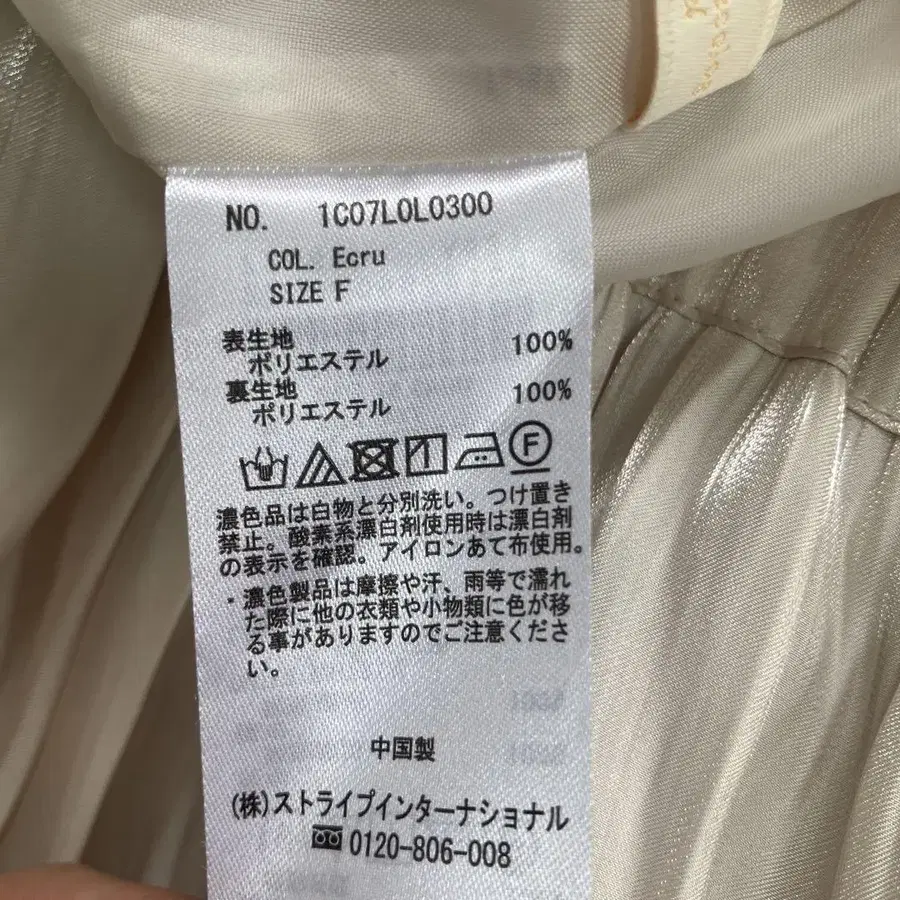 NO. 1C07L0L0300
COL. Ecru
SIZE F
表生地
ポリエステル 100%
裏生地
ポリエステル 100%
F
濃色品は白物と分別洗い。つけ置き
禁止。酸素系漂白剤使用時は漂白剤
の表示を確認。アイロンあて布使用。
・濃色製品は摩擦や汗、雨等で濡れ
た際に他の衣類や小物類に色が移
る事がありますのでご注意くださ
い。
中国製
(株)ストライプインターナショナル
0120-806-008